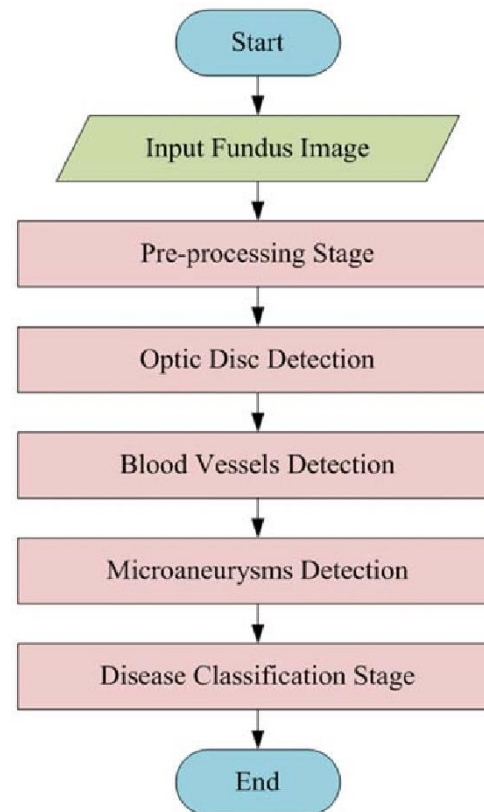 Start
Input Fundus Image
Pre-processing Stage
Optic Disc Detection
Blood Vessels Detection
Microaneurysms Detection
Disease Classification Stage
End